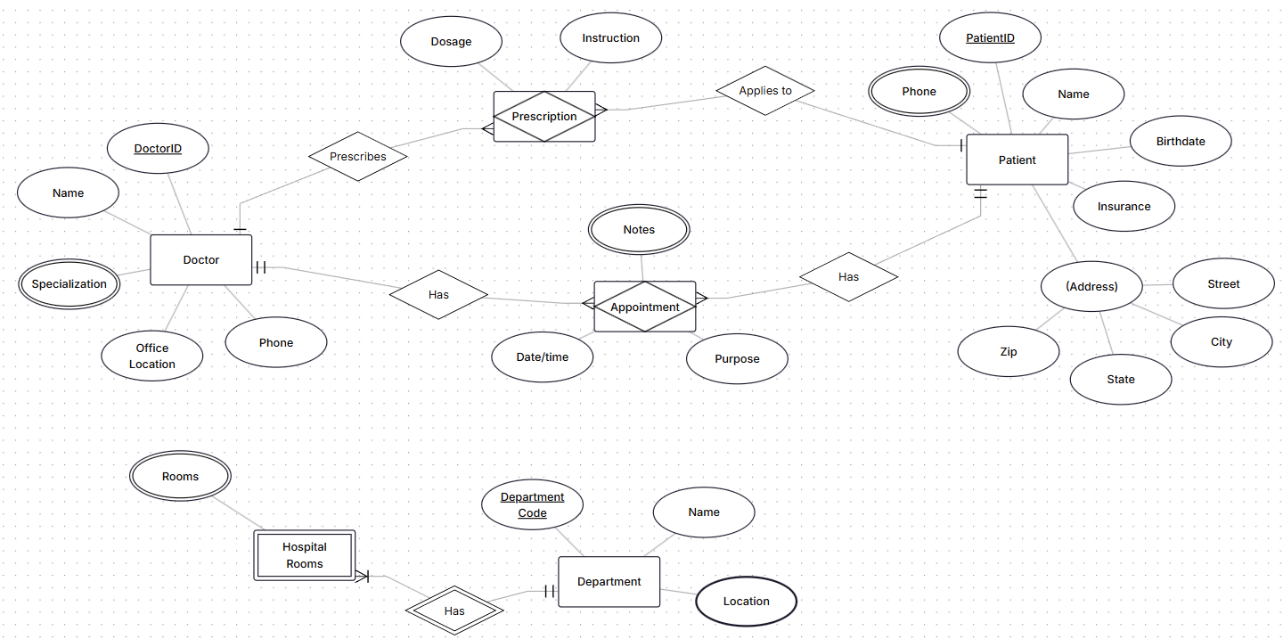 Dosage
Instruction
PatientID
Phone
Name
Applies to
Prescription
Birthdate
DoctorID
Prescribes
Patient
Name
Insurance
Notes
Doctor
Specialization
Has
Has
(Address)
Street
Appointment
Office
Location
Phone
Date/time
Purpose
Zip
City
State
Rooms
Department
Code
Name
Hospital
Rooms
Department
Location
Has